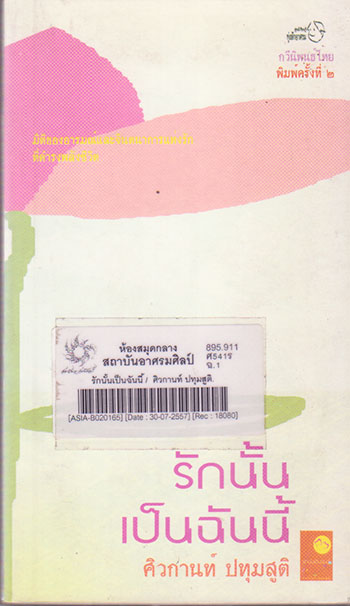 กวีนิพนธ์ไทย
พิมพ์ครั้งที่ ๒
ห้องสมุดกลาง
สถาบันอาศรมศิลป์
895.911
ศ541ร
ฉ.1
รักนั้นเป็นฉันนี้ / ศิวกานท์ ปทุมสูติ.
[ASIA-B020165] [Date : 30-07-2557] [Rec : 18080]
รักนั้น
เป็นฉันนี้
ศิวกานท์ ปทุมสูติ